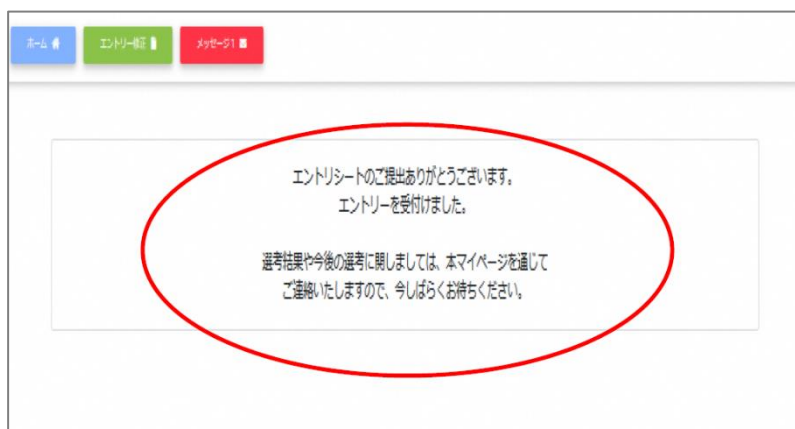 ホーム
エントリー修正
メッセージ1
エントリシートのご提出ありがとうございます。
エントリーを受付けました。
選考結果や今後の選考に関しましては、本マイページを通じて
ご連絡いたしますので、今しばらくお待ちください。